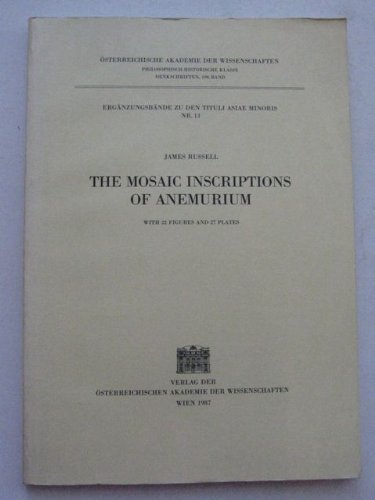 ÖSTERREICHISCHE AKADEMIE DER WISSENSCHAFTEN
PHILOSOPHISCH-HISTORISCHE KLASSE
DENKSCHRIFTEN, 190. BAND
ERGÄNZUNGSBÄNDE ZU DEN TITULI ASIAE MINORIS
NR. 13
JAMES RUSSELL
THE MOSAIC INSCRIPTIONS
OF ANEMURIUM
WITH 22 FIGURES AND 27 PLATES
VERLAG DER
ÖSTERREICHISCHEN AKADEMIE DER WISSENSCHAFTEN
WIEN 1987